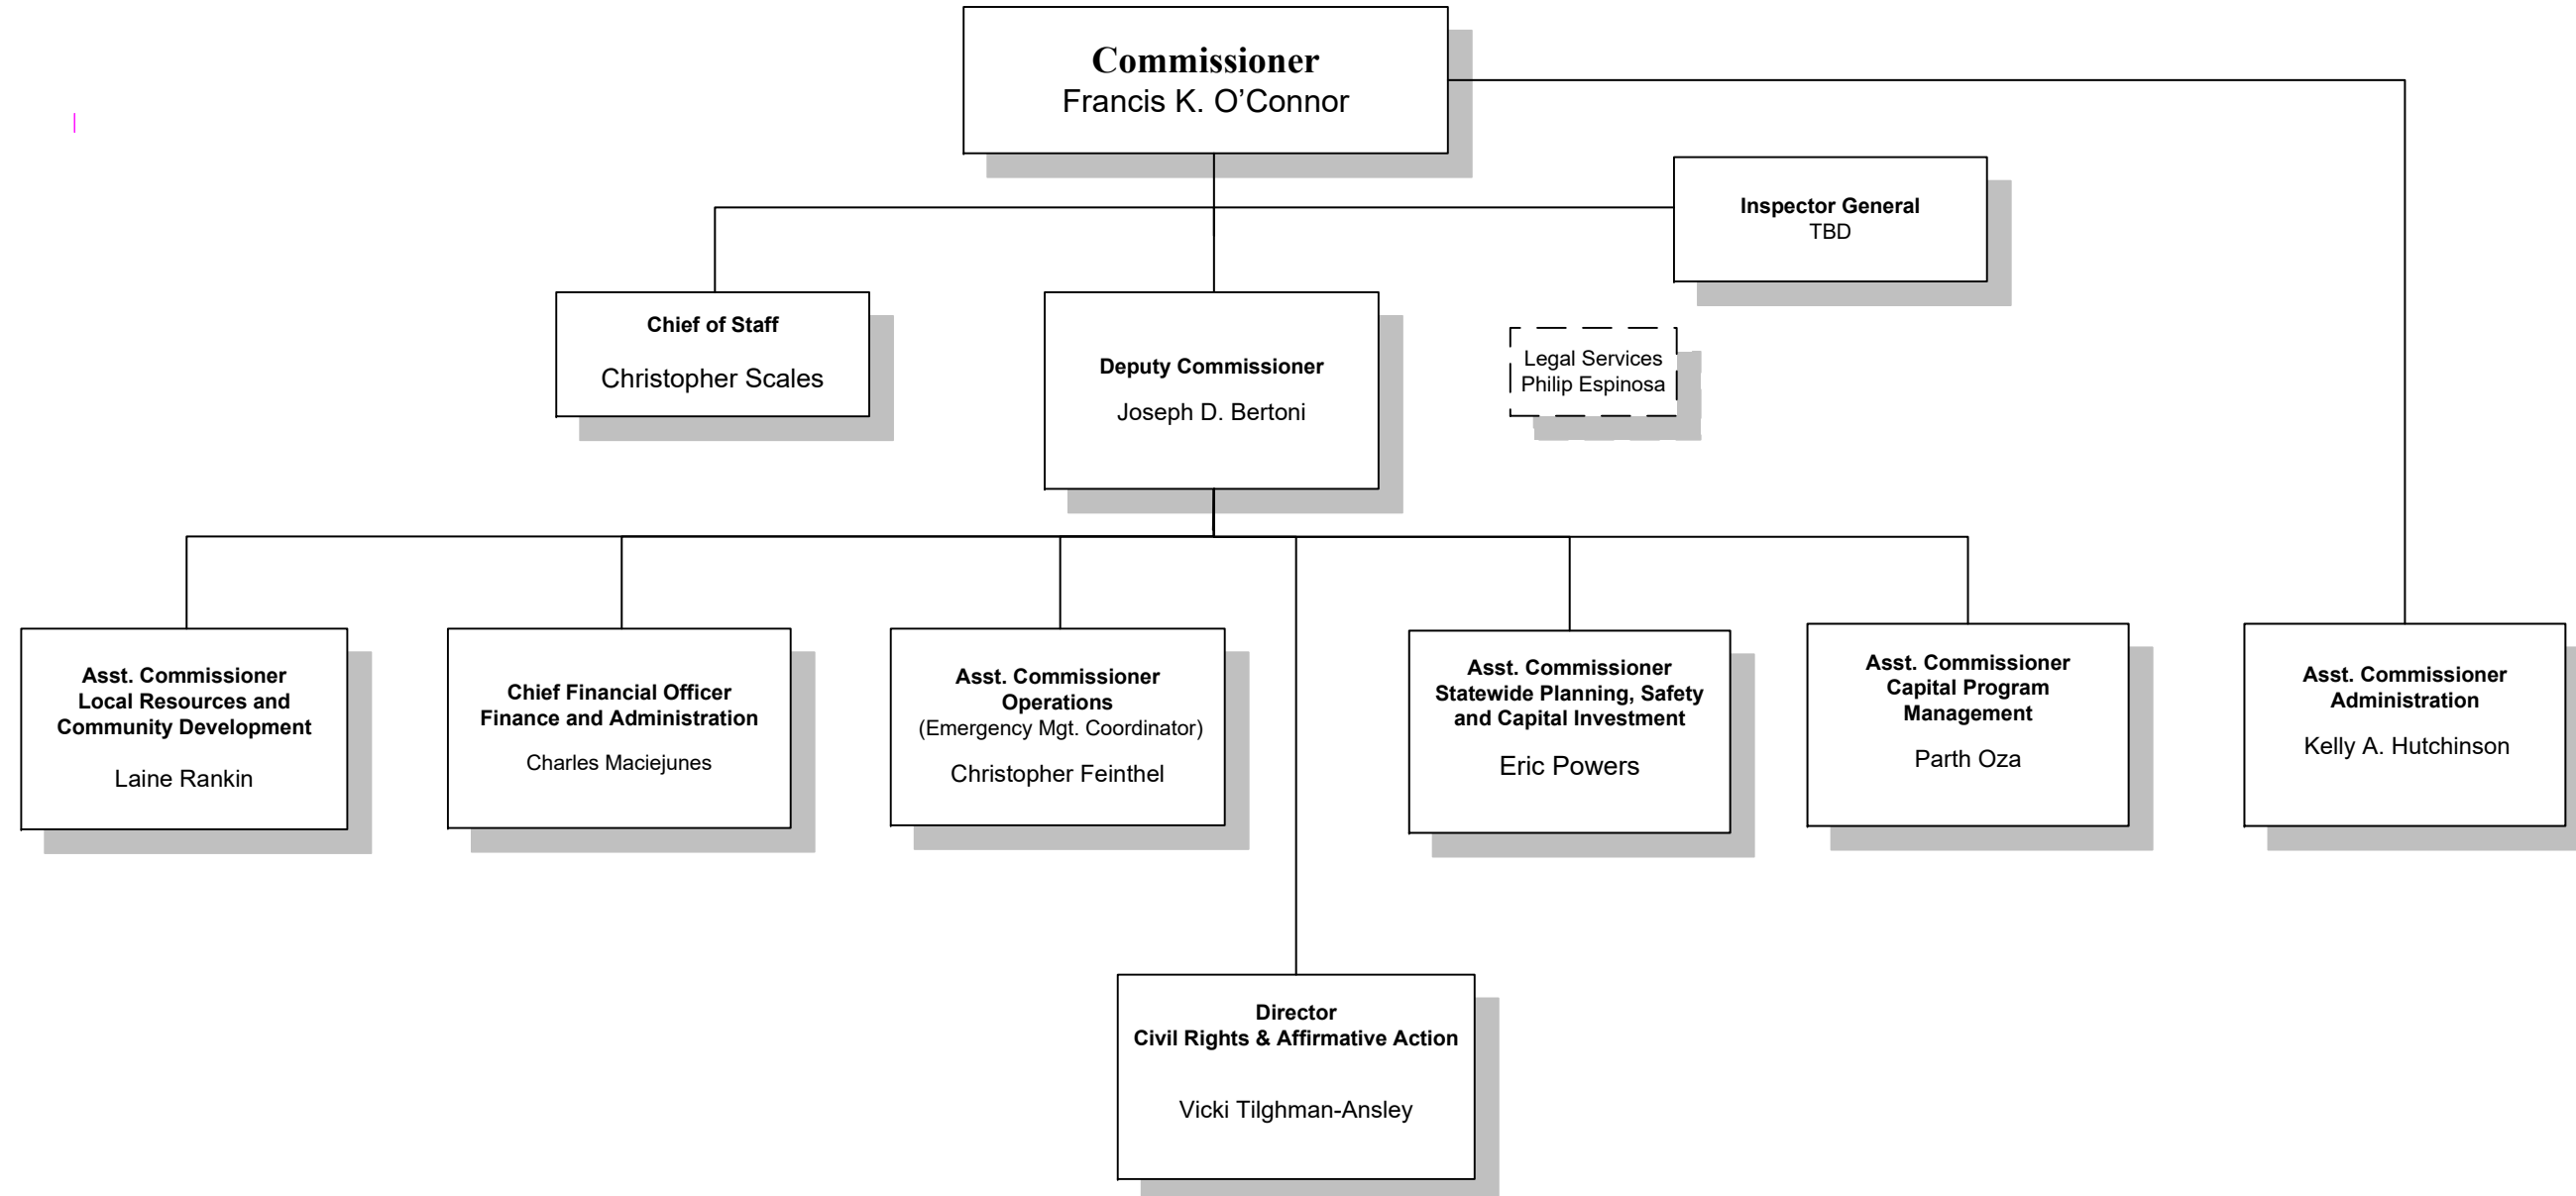 Commissioner
Francis K. O’Connor
Inspector General
TBD
Chief of Staff
Christopher Scales
Deputy Commissioner
Joseph D. Bertoni
Legal Services
Philip Espinosa
Asst. Commissioner
Local Resources and
Community Development
Laine Rankin
Chief Financial Officer
Finance and Administration
Charles Maciejunes
Asst. Commissioner
Operations
(Emergency Mgt. Coordinator)
Christopher Feinthel
Asst. Commissioner
Statewide Planning, Safety
and Capital Investment
Eric Powers
Asst. Commissioner
Capital Program
Management
Parth Oza
Asst. Commissioner
Administration
Kelly A. Hutchinson
Director
Civil Rights & Affirmative Action
Vicki Tilghman-Ansley